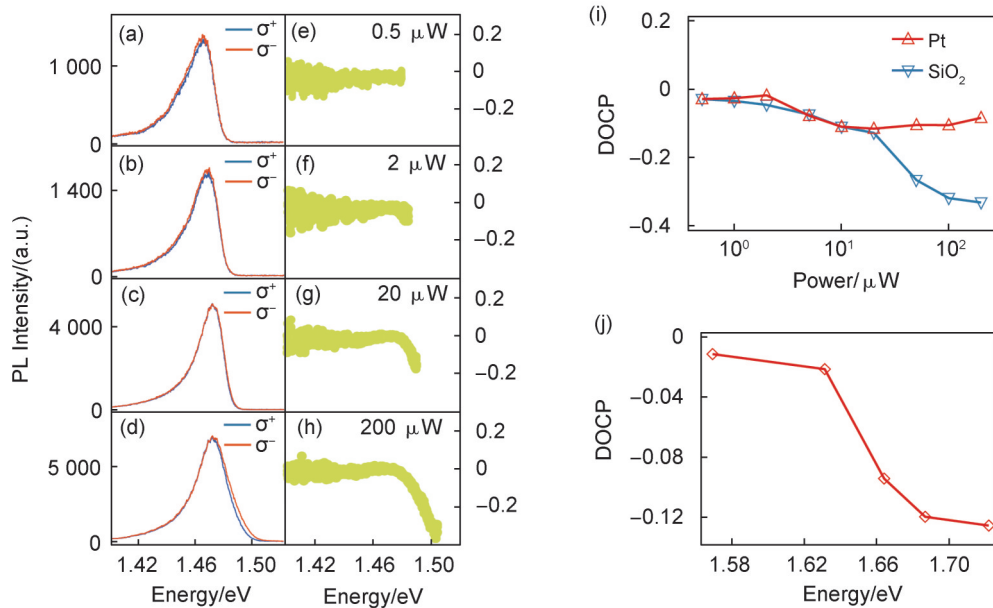 (a)
σ⁺
σ⁻
1 000
0
(e)
0.5 μW
0.2
0
−0.2
(b)
σ⁺
σ⁻
1 400
0
(f)
2 μW
0.2
0
−0.2
(c)
σ⁺
σ⁻
4 000
0
(g)
20 μW
0.2
0
−0.2
(d)
σ⁺
σ⁻
5 000
0
(h)
200 μW
0.2
0
−0.2
PL Intensity/(a.u.)
1.42 1.46 1.50
Energy/eV
1.42 1.46 1.50
Energy/eV
(i)
0.2
0
−0.2
−0.4
DOCP
Pt
SiO₂
10⁰ 10¹ 10²
Power/ μW
(j)
0
−0.04
−0.08
−0.12
DOCP
1.58 1.62 1.66 1.70
Energy/eV